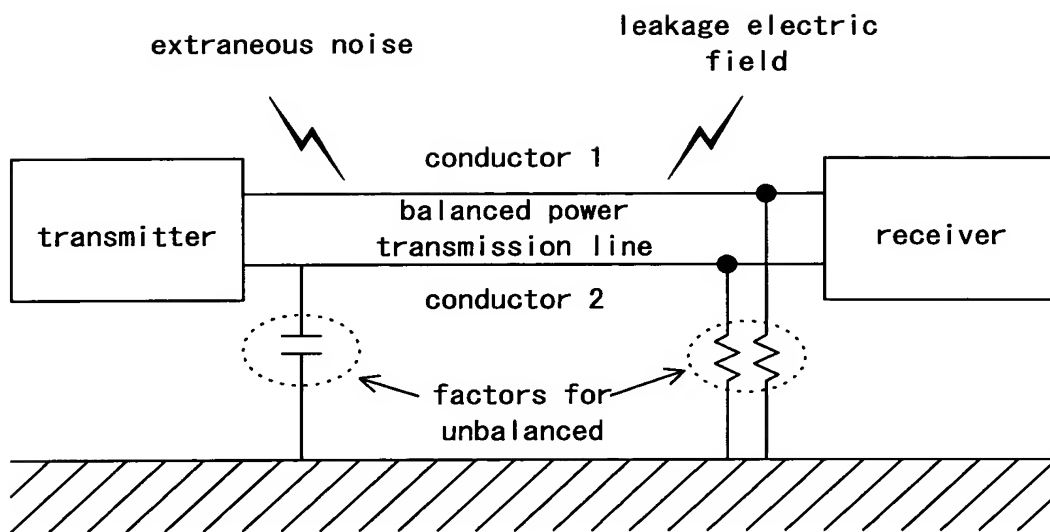 extraneous noise
leakage electric
field
conductor 1
transmitter
balanced power
transmission line
receiver
conductor 2
factors for
unbalanced